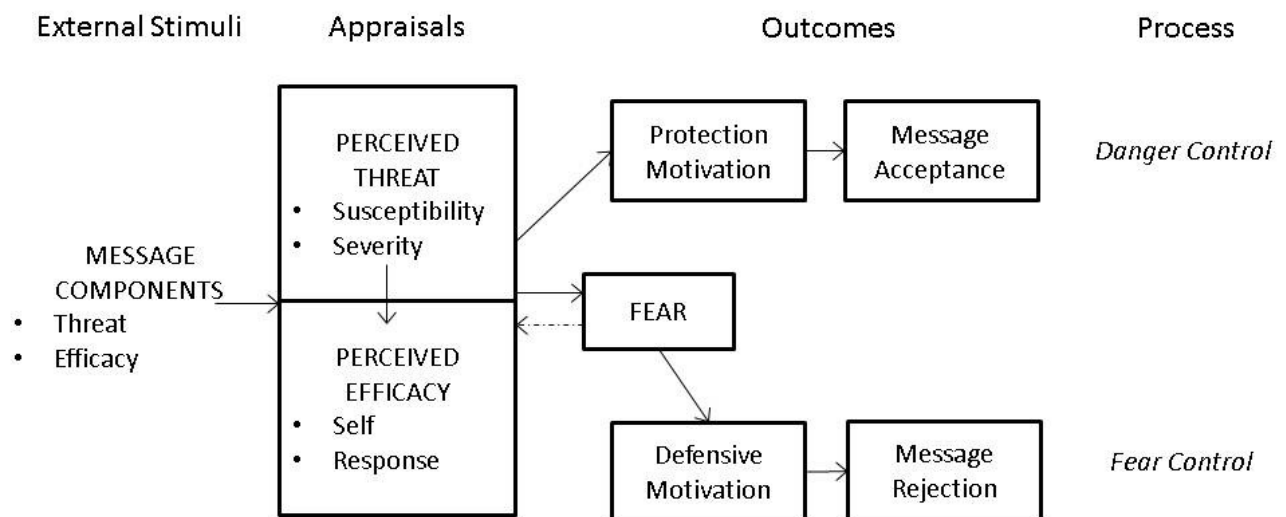 External Stimuli
Appraisals
Outcomes
Process
MESSAGE
COMPONENTS
• Threat
• Efficacy
PERCEIVED
THREAT
• Susceptibility
• Severity
PERCEIVED
EFFICACY
• Self
• Response
Protection
Motivation
Message
Acceptance
Danger Control
FEAR
Defensive
Motivation
Message
Rejection
Fear Control